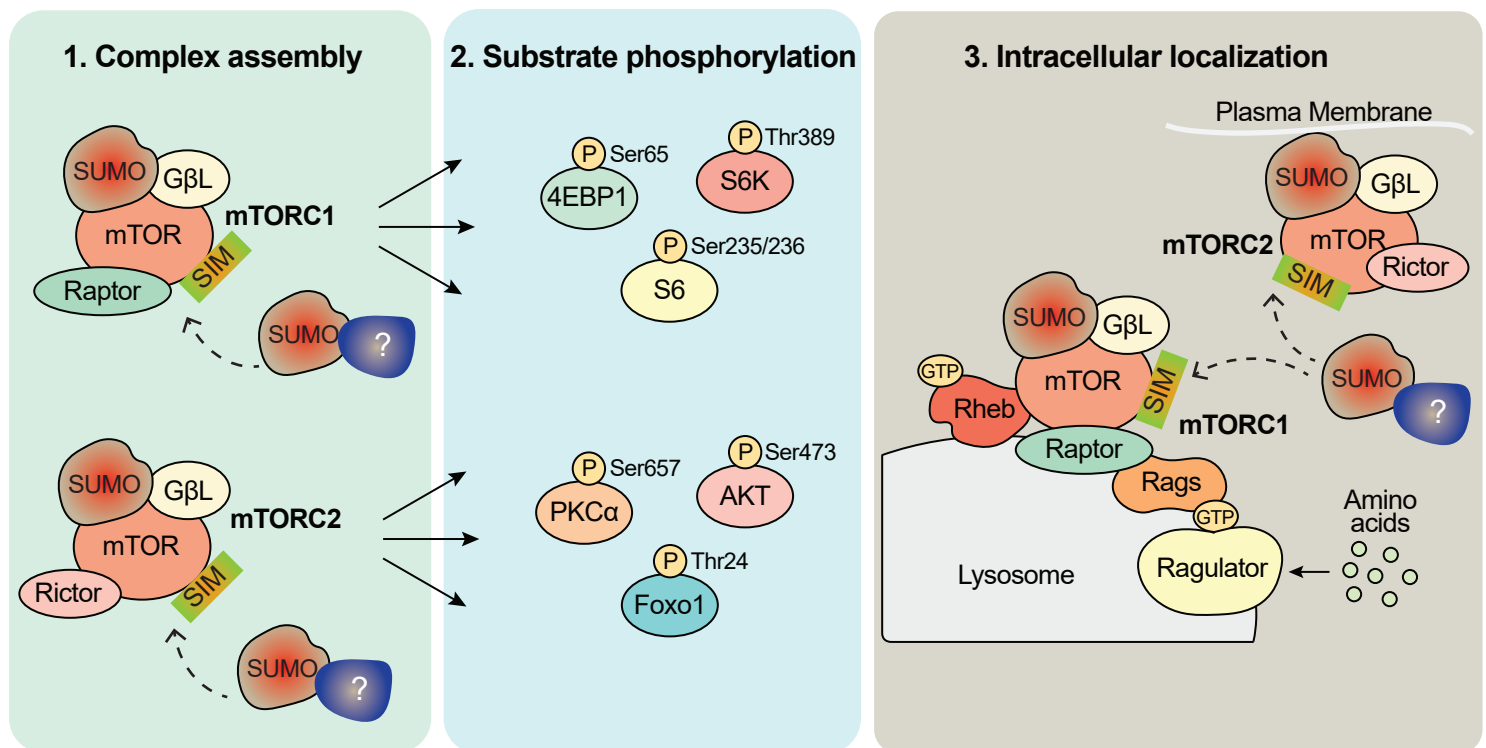 1. Complex assembly
SUMO
GβL
mTOR
mTORC1
SIM
Raptor
SUMO
?
SUMO
GβL
mTORC2
mTOR
SIM
Rictor
SUMO
?
2. Substrate phosphorylation
P
Ser65
4EBP1
P
Thr389
S6K
P
Ser235/236
S6
P
Ser657
PKCα
P
Ser473
AKT
P
Thr24
Foxo1
3. Intracellular localization
Plasma Membrane
SUMO
GβL
mTORC2
mTOR
Rictor
SIM
SUMO
GβL
mTOR
SIM
GTP
Rheb
mTORC1
Raptor
SUMO
?
Rags
GTP
Amino
acids
Lysosome
Ragulator